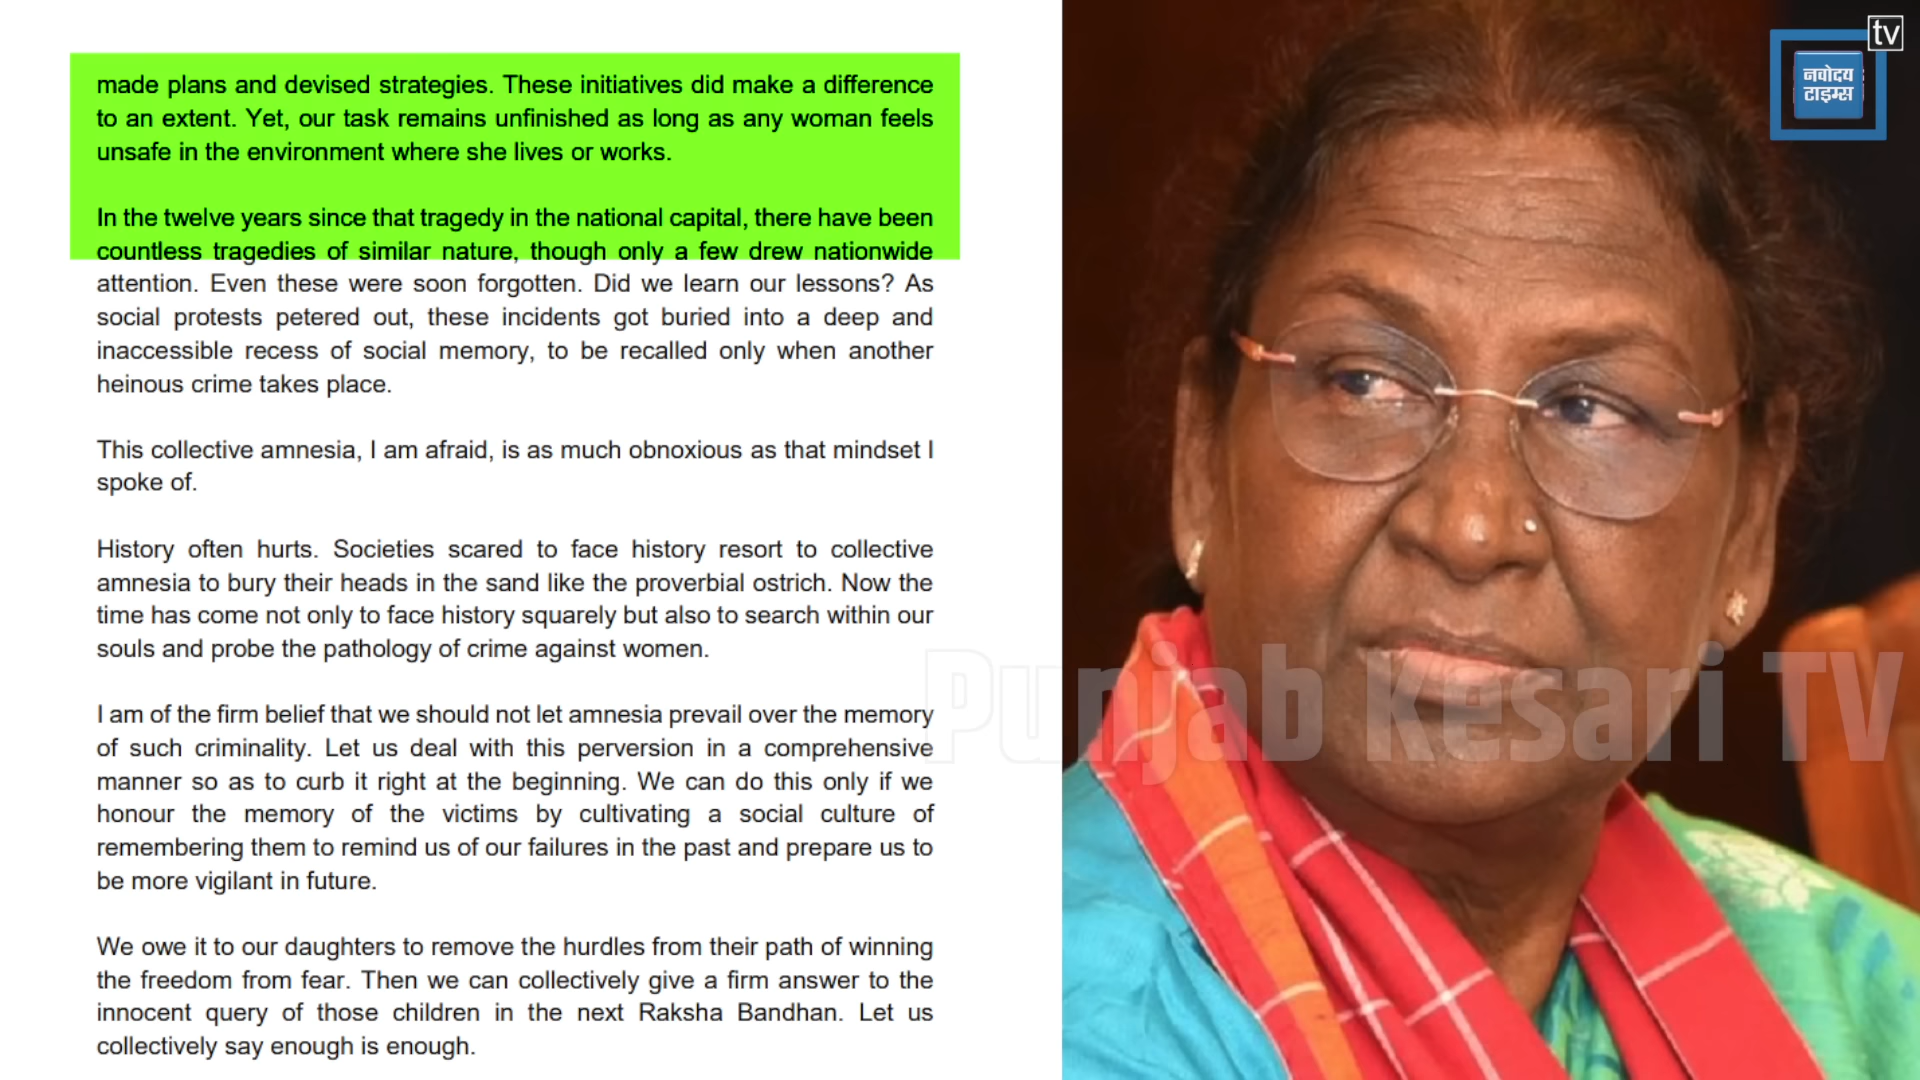 made plans and devised strategies. These initiatives did make a difference
to an extent. Yet, our task remains unfinished as long as any woman feels
unsafe in the environment where she lives or works.
In the twelve years since that tragedy in the national capital, there have been
countless tragedies of similar nature, though only a few drew nationwide
attention. Even these were soon forgotten. Did we learn our lessons? As
social protests petered out, these incidents got buried into a deep and
inaccessible recess of social memory, to be recalled only when another
heinous crime takes place.
This collective amnesia, I am afraid, is as much obnoxious as that mindset I
spoke of.
History often hurts. Societies scared to face history resort to collective
amnesia to bury their heads in the sand like the proverbial ostrich. Now the
time has come not only to face history squarely but also to search within our
souls and probe the pathology of crime against women.
I am of the firm belief that we should not let amnesia prevail over the memory
of such criminality. Let us deal with this perversion in a comprehensive
manner so as to curb it right at the beginning. We can do this only if we
honour the memory of the victims by cultivating a social culture of
remembering them to remind us of our failures in the past and prepare us to
be more vigilant in future.
We owe it to our daughters to remove the hurdles from their path of winning
the freedom from fear. Then we can collectively give a firm answer to the
innocent query of those children in the next Raksha Bandhan. Let us
collectively say enough is enough.
tv
नवोदय
टाइम्स
Punjab Kesari TV